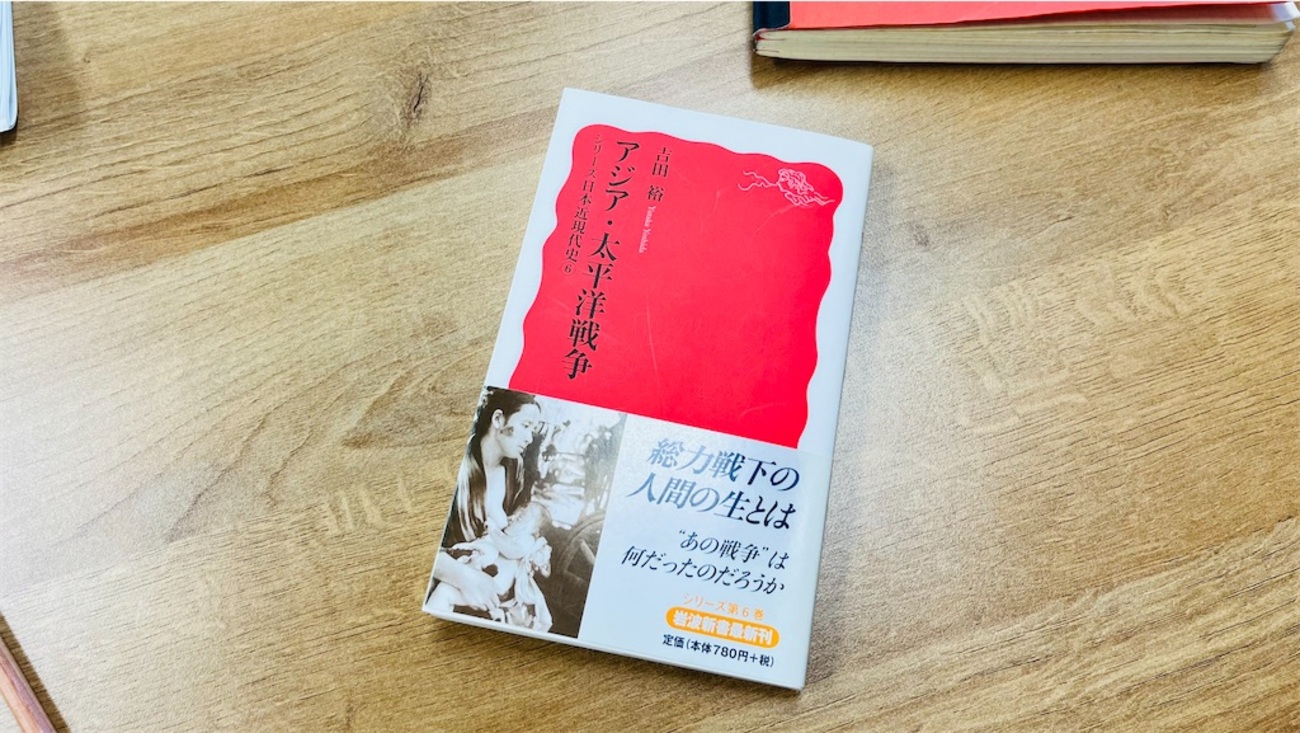 吉田 裕 Yutaka Yoshida
アジア・太平洋戦争
シリーズ日本近現代史⑥
総力戦下の
人間の生とは
“あの戦争”は
何だったのだろうか
シリーズ第6巻
岩波新書最新刊
定価(本体780円+税)